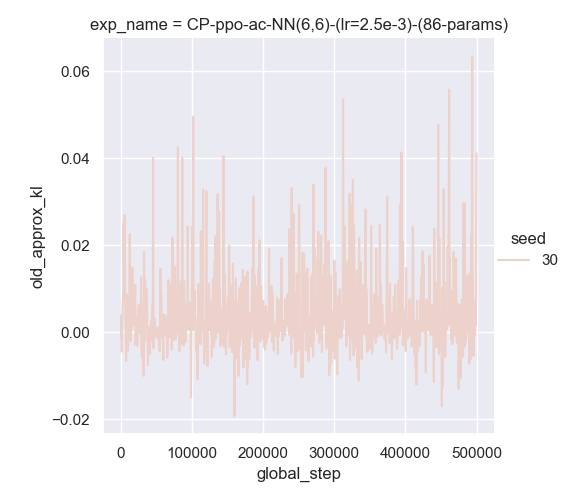 exp_name = CP-ppo-ac-NN(6,6)-(lr=2.5e-3)-(86-params)
0.06
0.04
0.02
0.00
−0.02
old_approx_kl
0 100000 200000 300000 400000 500000
global_step
seed
30